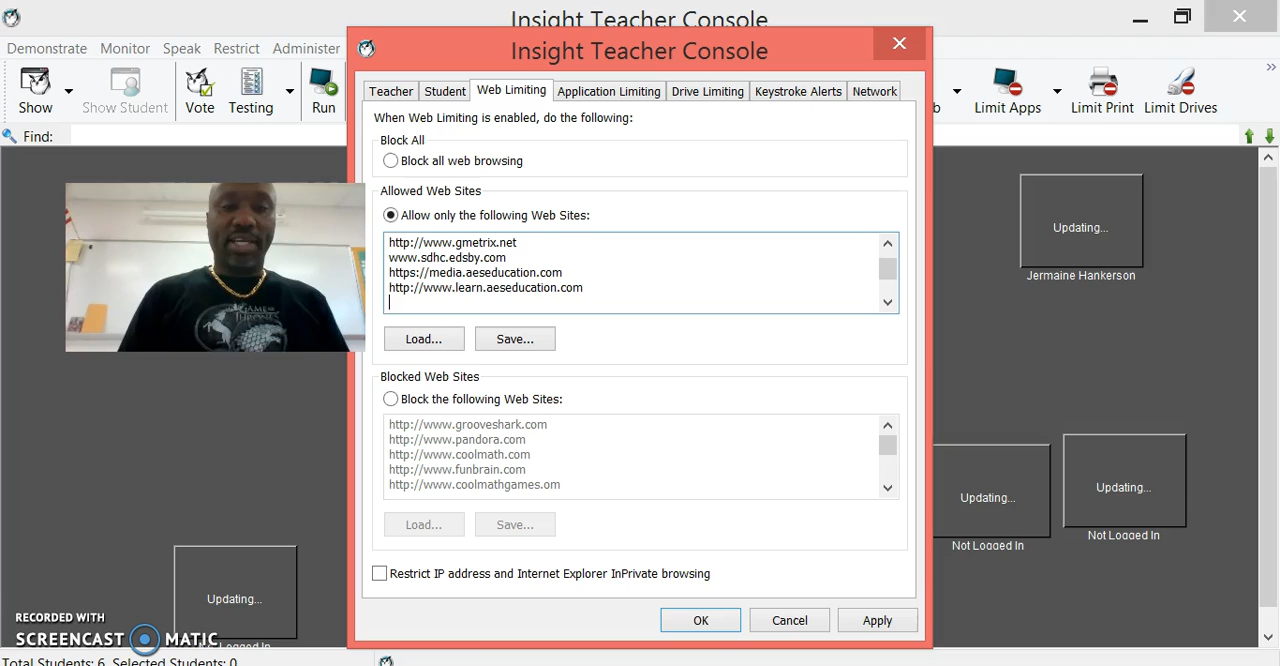 Insight Teacher Console
Insight Teacher Console
Demonstrate Monitor Speak Restrict Administer
Show Show Student Vote Testing Run
b Limit Apps Limit Print Limit Drives
Find:
Teacher Student Web Limiting Application Limiting Drive Limiting Keystroke Alerts Network
When Web Limiting is enabled, do the following:
Block All
Block all web browsing
Allowed Web Sites
Allow only the following Web Sites:
http://www.gmetrix.net
www.sdhc.edsby.com
https://media.aeseducation.com
http://www.learn.aeseducation.com
Load... Save...
Blocked Web Sites
Block the following Web Sites:
http://www.grooveshark.com
http://www.pandora.com
http://www.coolmath.com
http://www.funbrain.com
http://www.coolmathgames.om
Load... Save...
Restrict IP address and Internet Explorer InPrivate browsing
OK Cancel Apply
GAME OF
THRONES
Updating...
Jermaine Hankerson
Updating...
Not Logged In
Updating...
Not Logged In
Updating...
Not Logged In
RECORDED WITH
SCREENCAST MATIC
Total Students: 6, Selected Students: 0